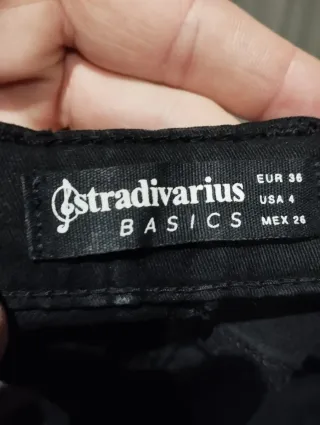 stradivarius
BASICS
EUR 36
USA 4
MEX 26